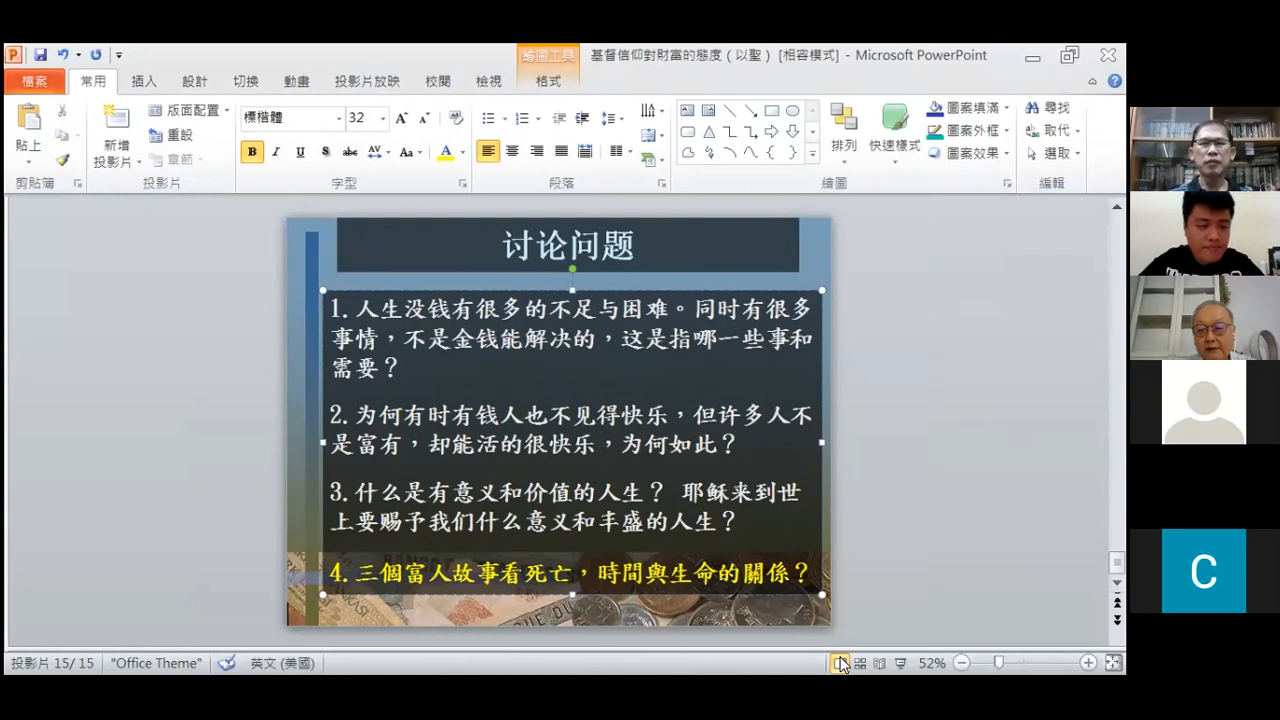 繪圖工具
基督信仰對財富的態度（以聖） [相容模式] - Microsoft PowerPoint
檔案 常用 插入 設計 切換 動畫 投影片放映 校閱 檢視 格式
貼上
剪貼簿
新增
投影片
版面配置
重設
章節
投影片
標楷體 32
B I U S abc AV Aa A
字型
段落
排列
快速樣式
圖案填滿
圖案外框
圖案效果
繪圖
尋找
取代
選取
編輯
讨论问题
1. 人生没钱有很多的不足与困难。同时有很多
事情，不是金钱能解决的，这是指哪一些事和
需要？
2. 为何有时有钱人也不见得快乐，但许多人不
是富有，却能活的很快乐，为何如此？
3. 什么是有意义和价值的人生？ 耶稣来到世
上要赐予我们什么意义和丰盛的人生？
4. 三個富人故事看死亡，時間與生命的關係？
投影片 15/ 15 "Office Theme" 英文 (美國) 52%
C